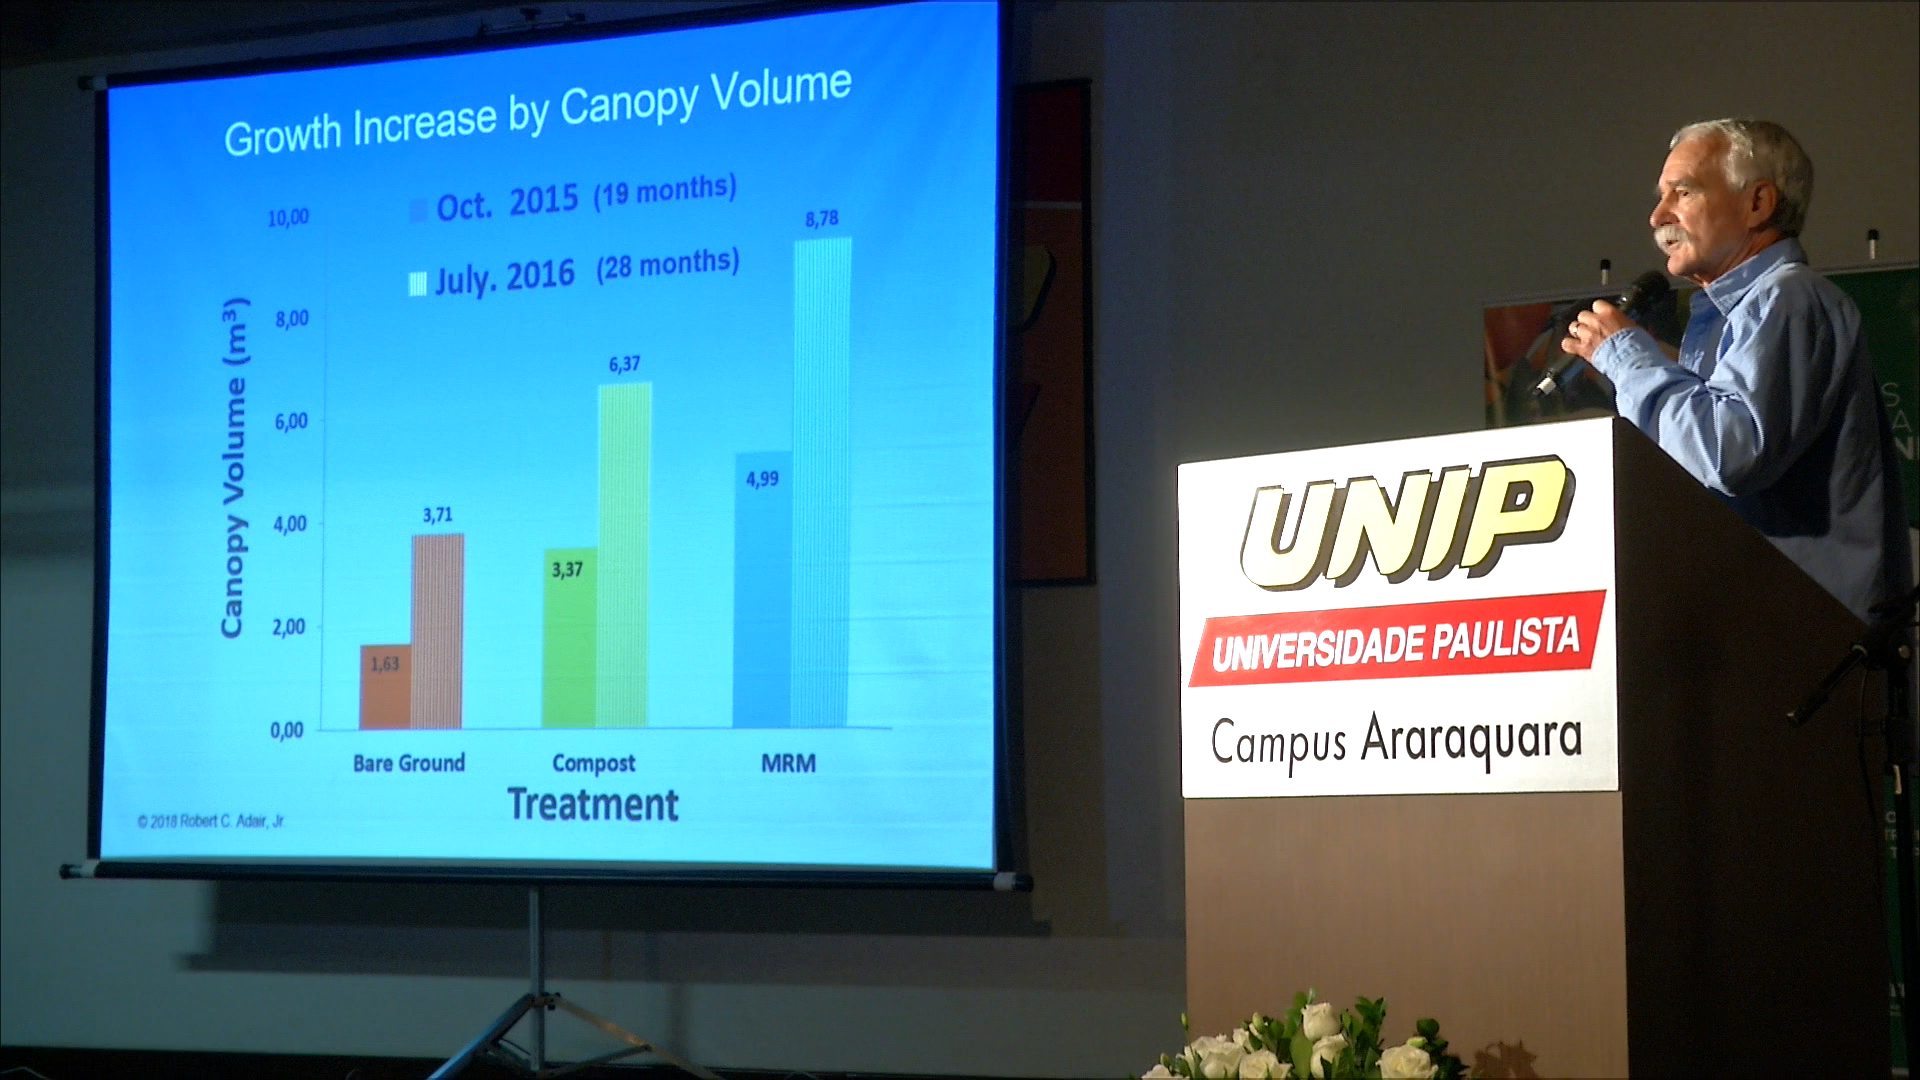 Growth Increase by Canopy Volume
Oct. 2015 (19 months)
July. 2016 (28 months)
Canopy Volume (m³)
10,00
8,00
6,00
4,00
2,00
0,00
1,63
3,71
3,37
6,37
4,99
8,78
Bare Ground
Compost
MRM
Treatment
© 2018 Robert C. Adair, Jr
UNIP
UNIVERSIDADE PAULISTA
Campus Araraquara